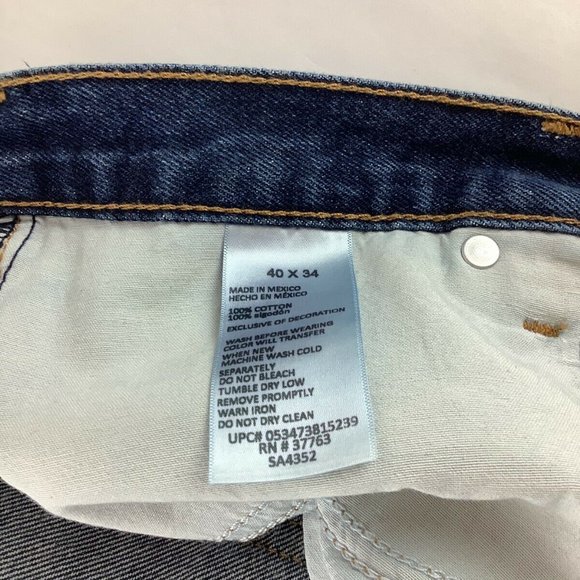 40 X 34
MADE IN MEXICO
HECHO EN MÉXICO
100% COTTON
100% algodón
EXCLUSIVE OF DECORATION
WASH BEFORE WEARING
COLOR WILL TRANSFER
WHEN NEW
MACHINE WASH COLD
SEPARATELY
DO NOT BLEACH
TUMBLE DRY LOW
REMOVE PROMPTLY
WARN IRON
DO NOT DRY CLEAN
UPC# 053473815239
RN # 37763
SA4352